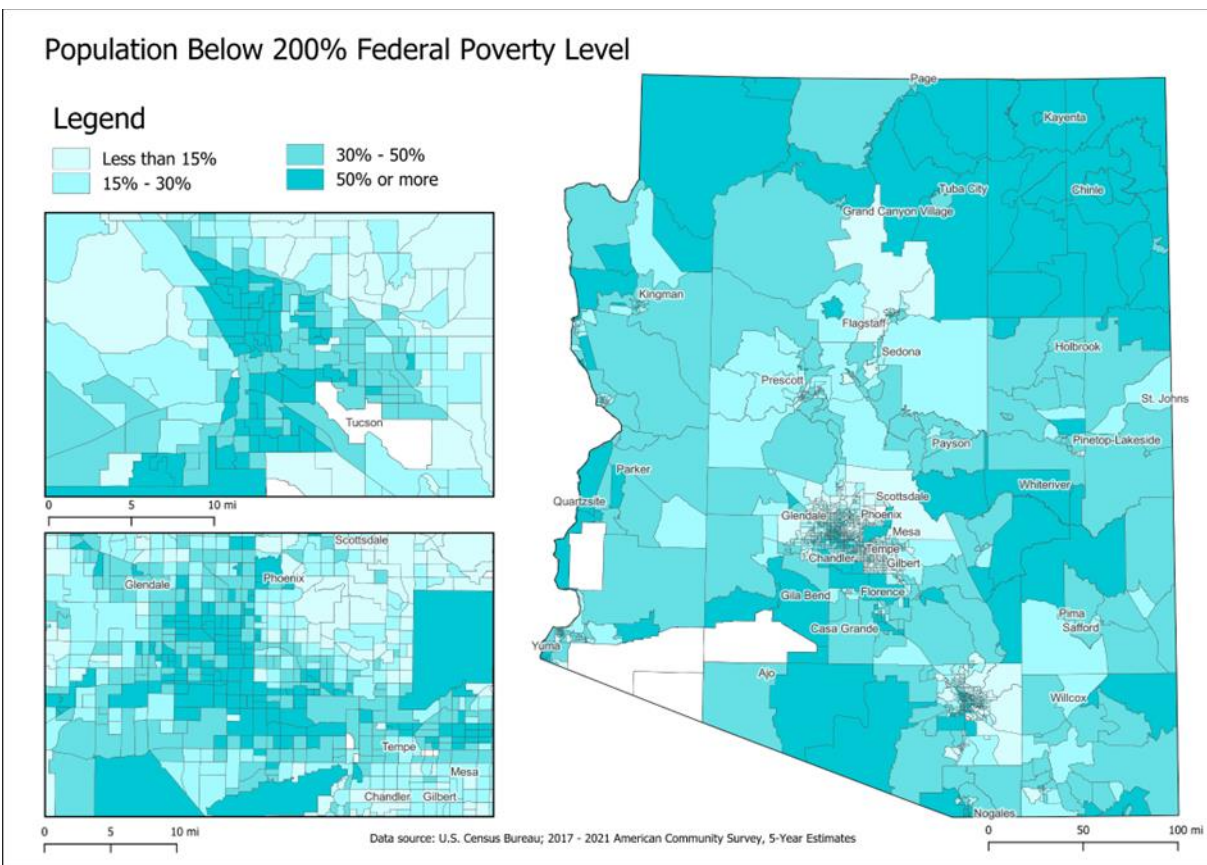 Population Below 200% Federal Poverty Level
Legend
Less than 15%
15% - 30%
30% - 50%
50% or more
Tucson
0 5 10 mi
Scottsdale
Glendale
Phoenix
Tempe
Mesa
Chandler
Gilbert
0 5 10 mi
Page
Kayenta
Tuba City
Chinle
Grand Canyon Village
Kingman
Flagstaff
Sedona
Holbrook
Prescott
St. Johns
Payson
Pinetop-Lakeside
Parker
Whiteriver
Quartzsite
Scottsdale
Glendale
Phoenix
Mesa
Tempe
Chandler
Gilbert
Gila Bend
Florence
Casa Grande
Pima
Safford
Yuma
Ajo
Willcox
Nogales
0 50 100 mi
Data source: U.S. Census Bureau; 2017 - 2021 American Community Survey, 5-Year Estimates